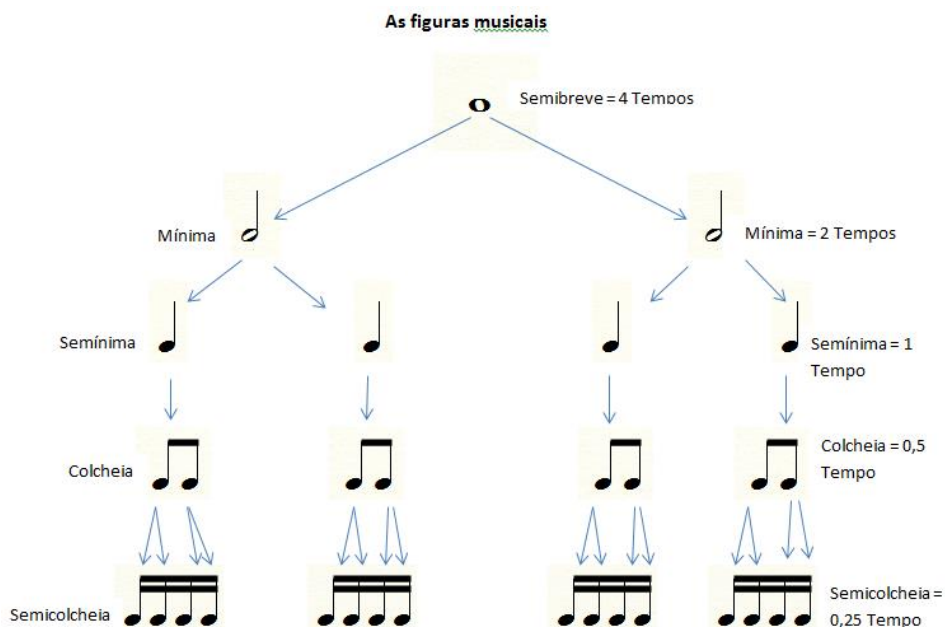 As figuras musicais
Semibreve = 4 Tempos
Mínima
Mínima = 2 Tempos
Semínima
Semínima = 1
Tempo
Colcheia
Colcheia = 0,5
Tempo
Semicolcheia
Semicolcheia =
0,25 Tempo